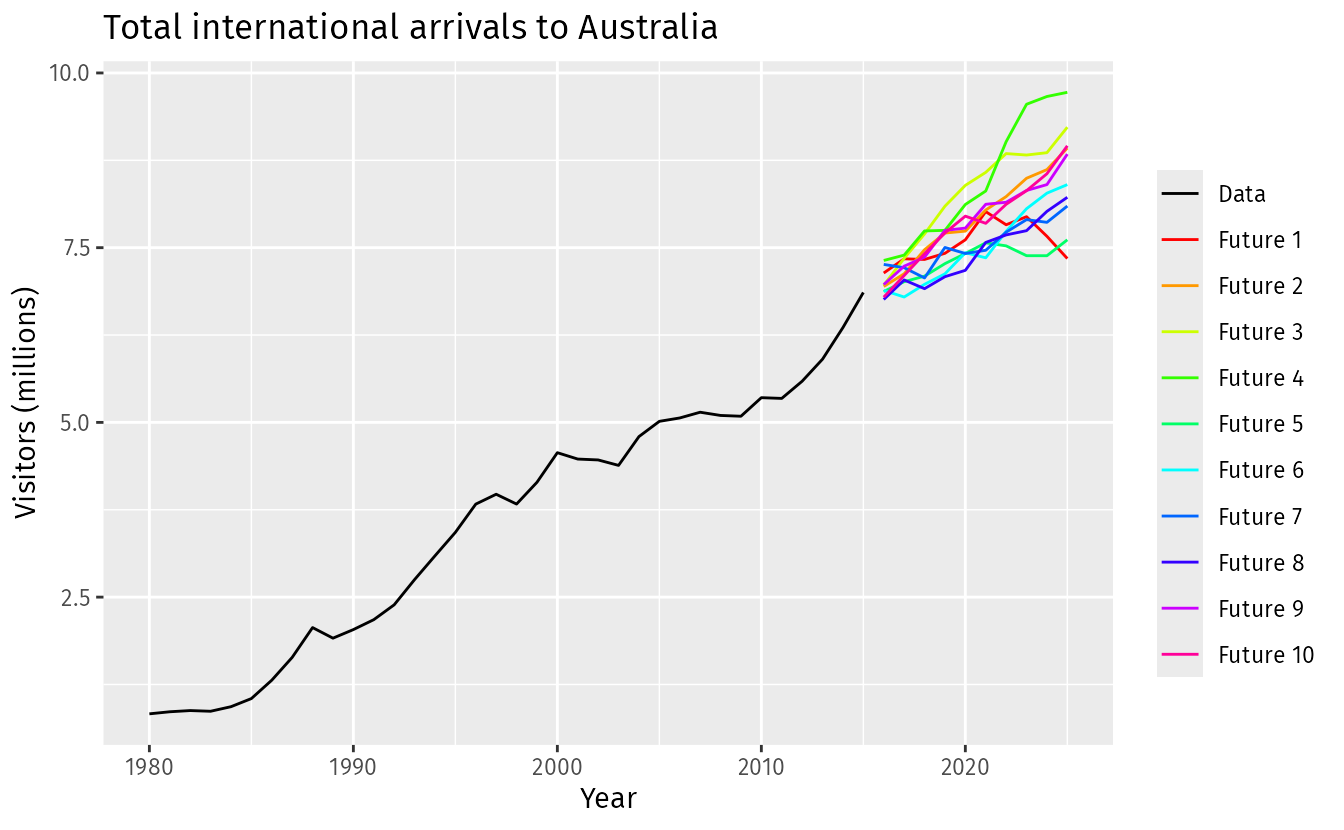 Total international arrivals to Australia
10.0
7.5
5.0
2.5
Visitors (millions)
1980 1990 2000 2010 2020
Year
Data
Future 1
Future 2
Future 3
Future 4
Future 5
Future 6
Future 7
Future 8
Future 9
Future 10